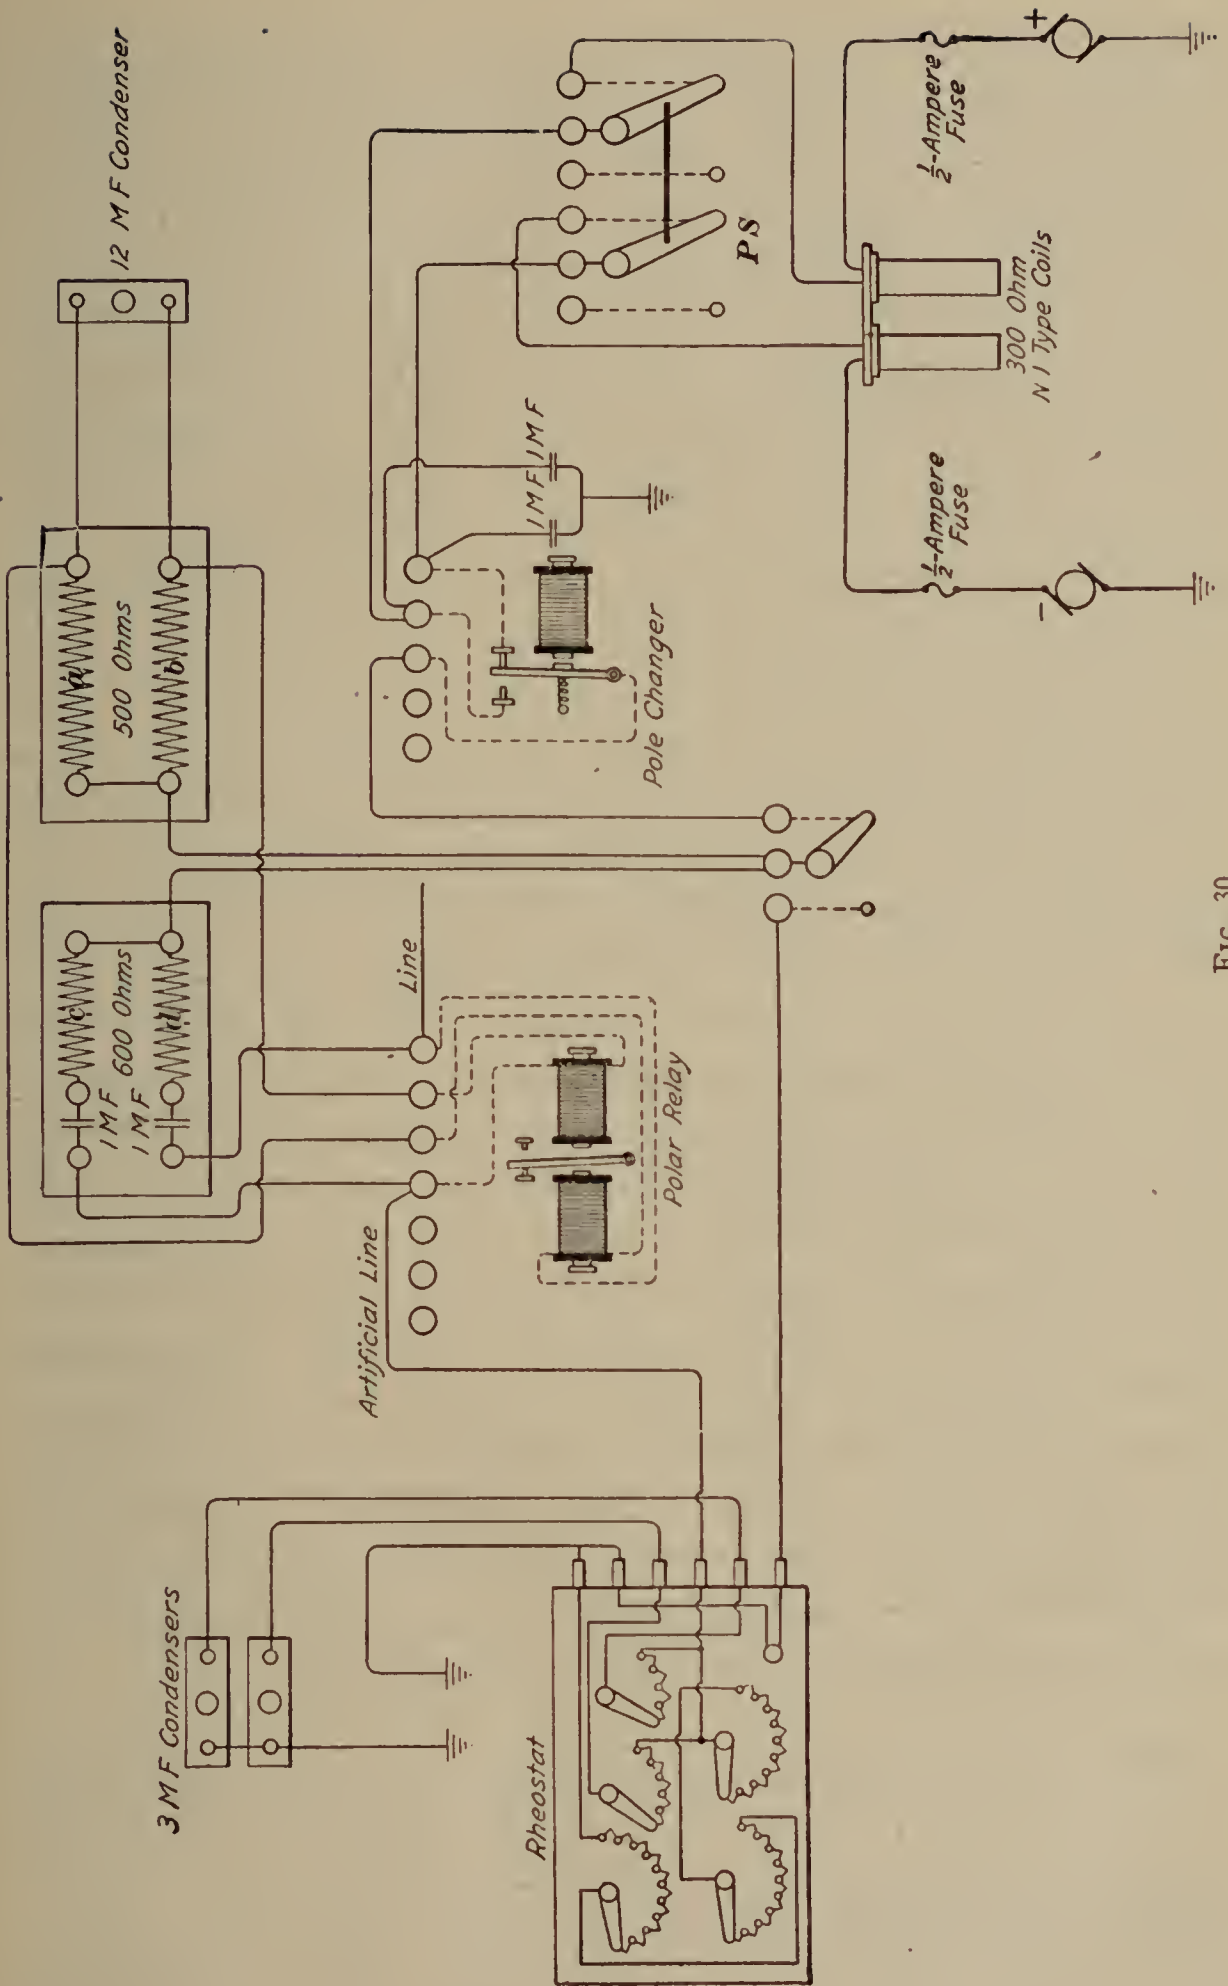 3 M F Condensers
Rheostat
Artificial Line
Line
1 M F
1 M F
600 Ohms
c
d
a
b
500 Ohms
12 M F Condenser
Polar Relay
Pole Changer
1 M F
1 M F
PS
-
½-Ampere
Fuse
300 Ohm
N 1 Type Coils
+
½-Ampere
Fuse
FIG. 30